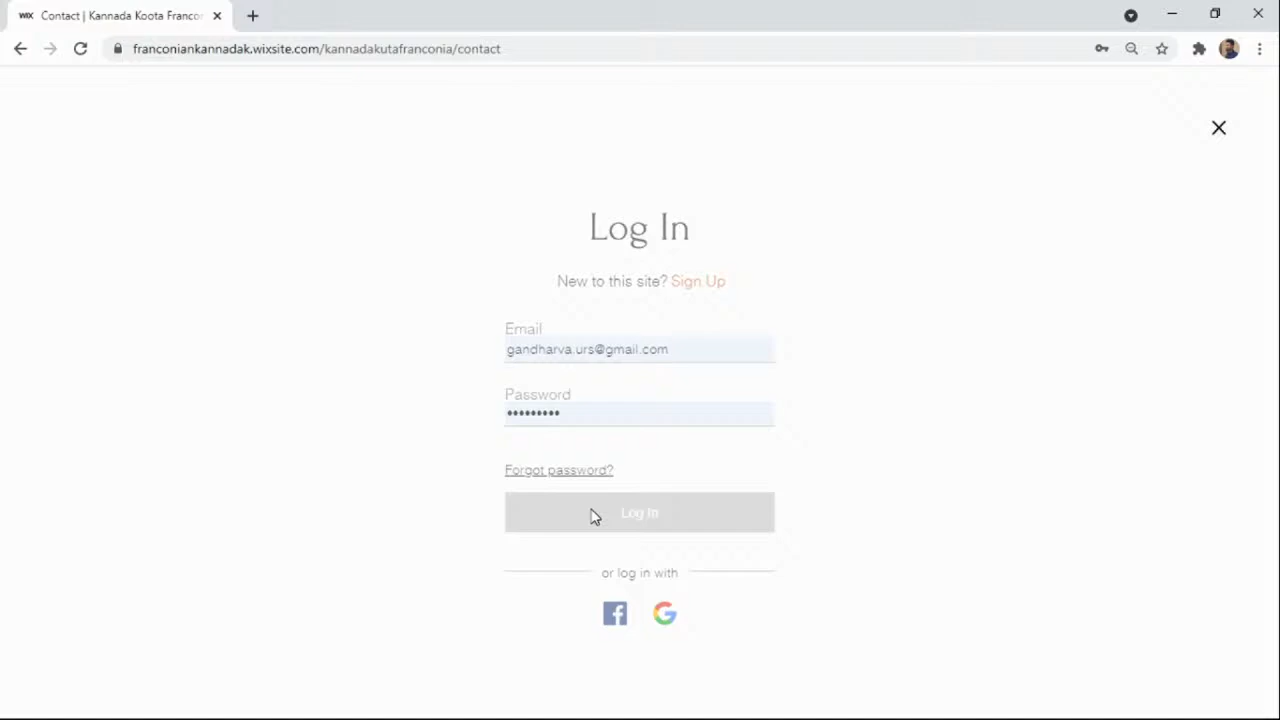 WiX Contact | Kannada Koota Franco
franconiankannadak.wixsite.com/kannadakutafranconia/contact
Log In
New to this site? Sign Up
Email
gandharva.urs@gmail.com
Password
•••••••••
Forgot password?
Log In
or log in with